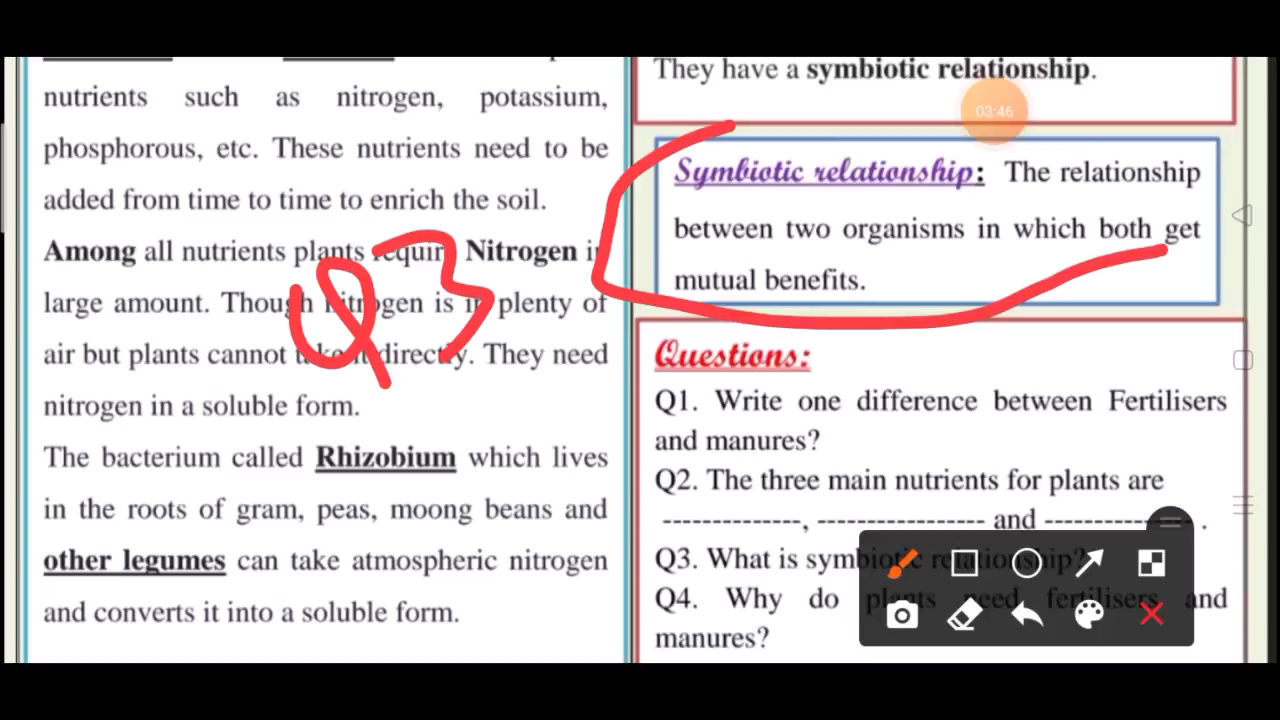 nutrients such as nitrogen, potassium,
phosphorous, etc. These nutrients need to be
added from time to time to enrich the soil.
Among all nutrients plants require Nitrogen in
large amount. Though nitrogen is in plenty of
air but plants cannot take it directly. They need
nitrogen in a soluble form.
The bacterium called Rhizobium which lives
in the roots of gram, peas, moong beans and
other legumes can take atmospheric nitrogen
and converts it into a soluble form.
Q3
They have a symbiotic relationship.
03:46
Symbiotic relationship: The relationship
between two organisms in which both get
mutual benefits.
Questions:
Q1. Write one difference between Fertilisers
and manures?
Q2. The three main nutrients for plants are
--------------, ----------------- and --------------- .
Q3. What is symbiotic relationship?
Q4. Why do plants need fertilisers and
manures?